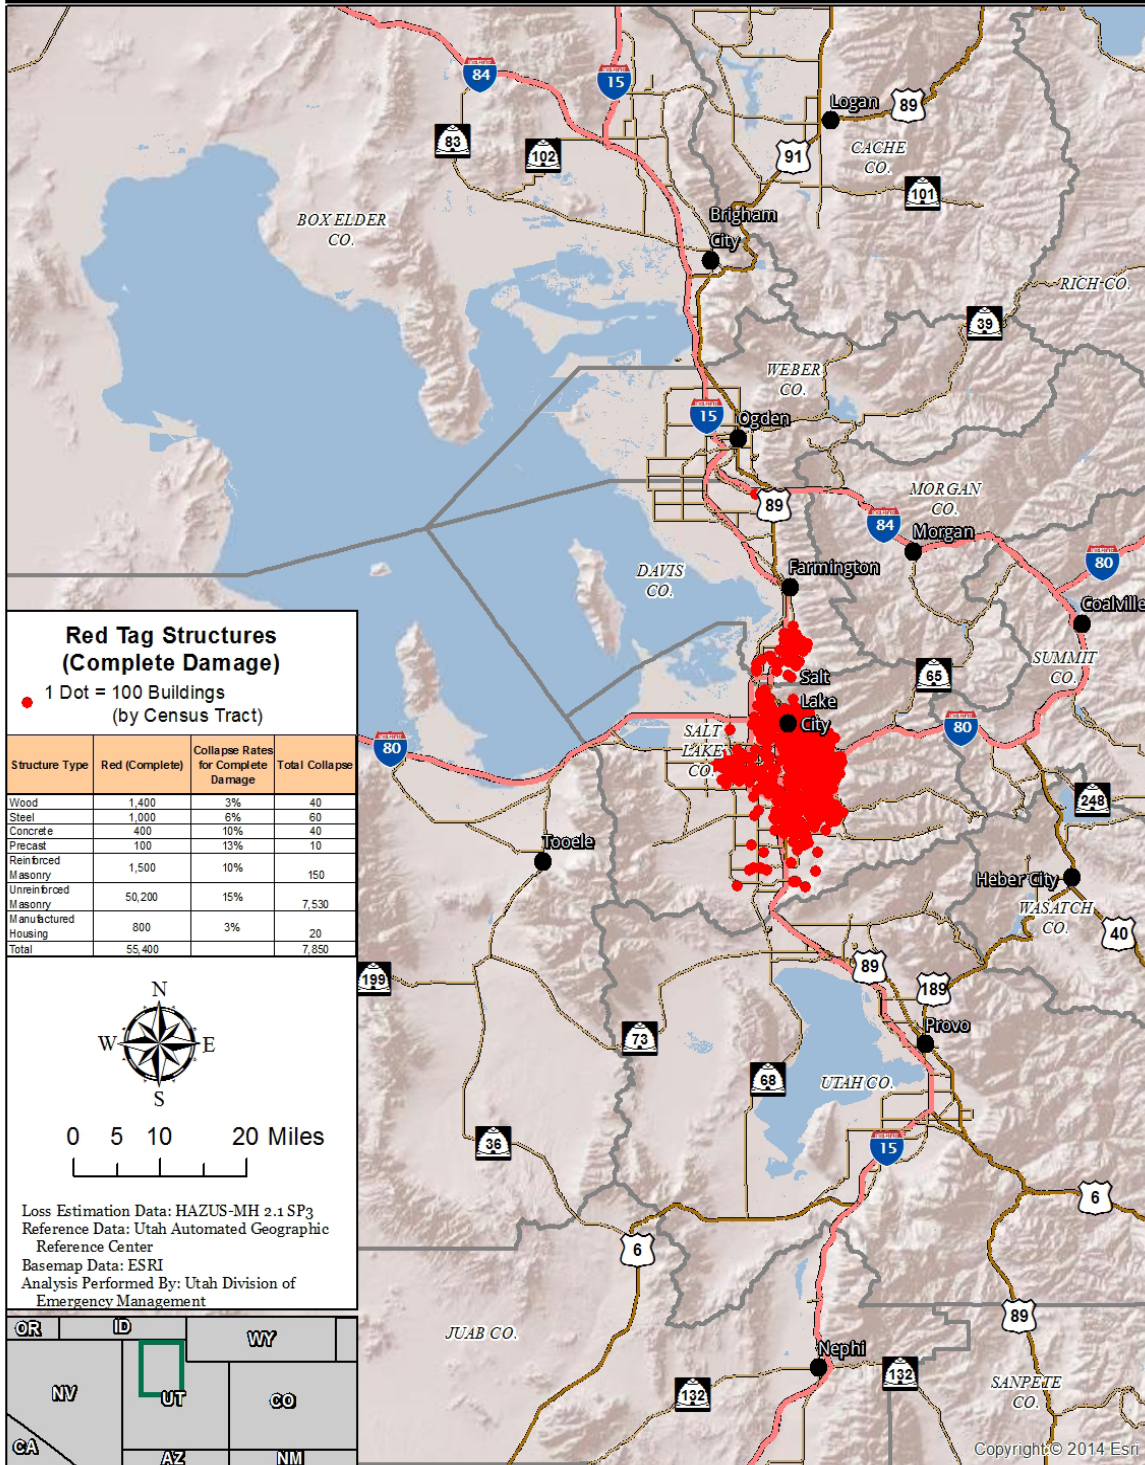 84
15
Logan
89
83
102
91
CACHE
CO.
101
BOX ELDER
CO.
Brigham
City
RICH CO.
39
WEBER
CO.
15
Ogden
89
MORGAN
CO.
84
Morgan
80
DAVIS
CO.
Farmington
Coalville
SUMMIT
CO.
65
Salt
Lake
City
SALT
LAKE
CO.
80
80
248
Tooele
Heber City
WASATCH
CO.
40
89
189
199
73
Provo
68
UTAH CO.
36
15
6
6
89
JUAB CO.
Nephi
132
132
SANPETE
CO.
Copyright © 2014 Esri
Red Tag Structures
(Complete Damage)
1 Dot = 100 Buildings
(by Census Tract)
Structure Type Red (Complete) Collapse Rates for Complete Damage Total Collapse
Wood 1,400 3% 40
Steel 1,000 6% 60
Concrete 400 10% 40
Precast 100 13% 10
Reinforced Masonry 1,500 10% 150
Unreinforced Masonry 50,200 15% 7,530
Manufactured Housing 800 3% 20
Total 55,400 7,850
N
W E
S
0 5 10 20 Miles
Loss Estimation Data: HAZUS-MH 2.1 SP3
Reference Data: Utah Automated Geographic
Reference Center
Basemap Data: ESRI
Analysis Performed By: Utah Division of
Emergency Management
OR ID WY
NV UT CO
CA AZ NM